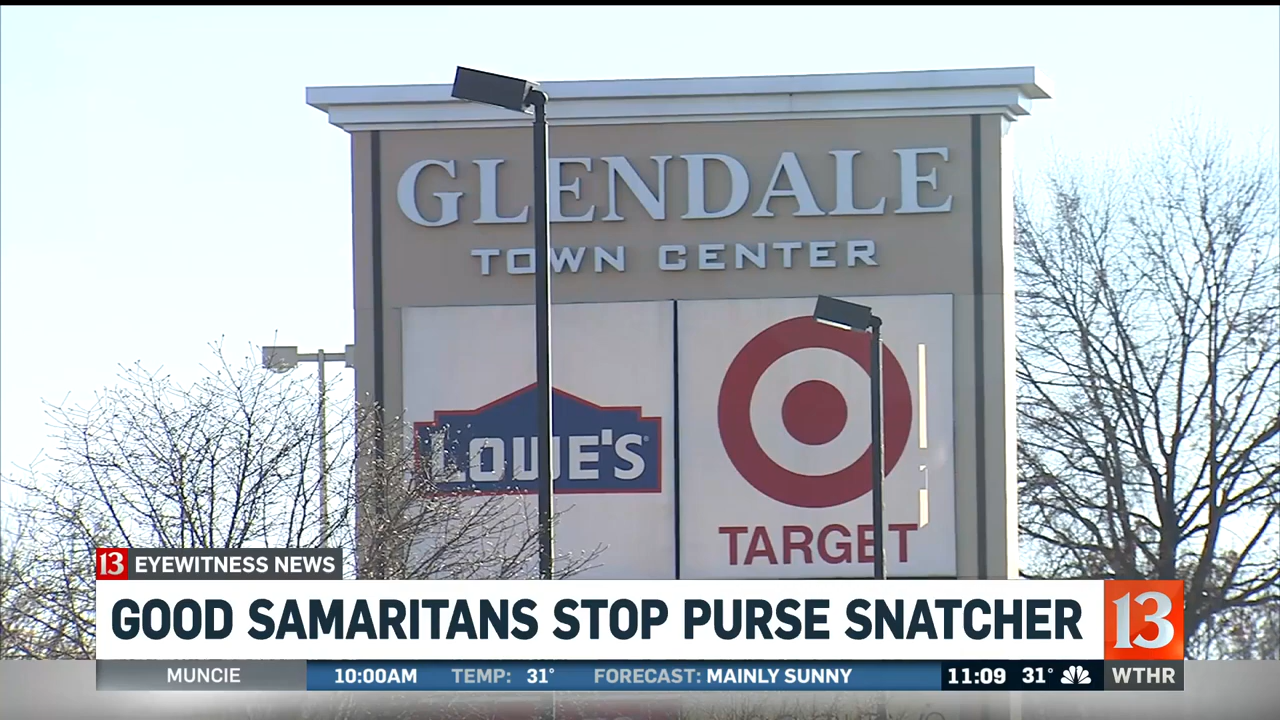 GLENDALE
TOWN CENTER
LOWE'S
TARGET
13 EYEWITNESS NEWS
GOOD SAMARITANS STOP PURSE SNATCHER
13
MUNCIE 10:00AM TEMP: 31° FORECAST: MAINLY SUNNY 11:09 31° WTHR